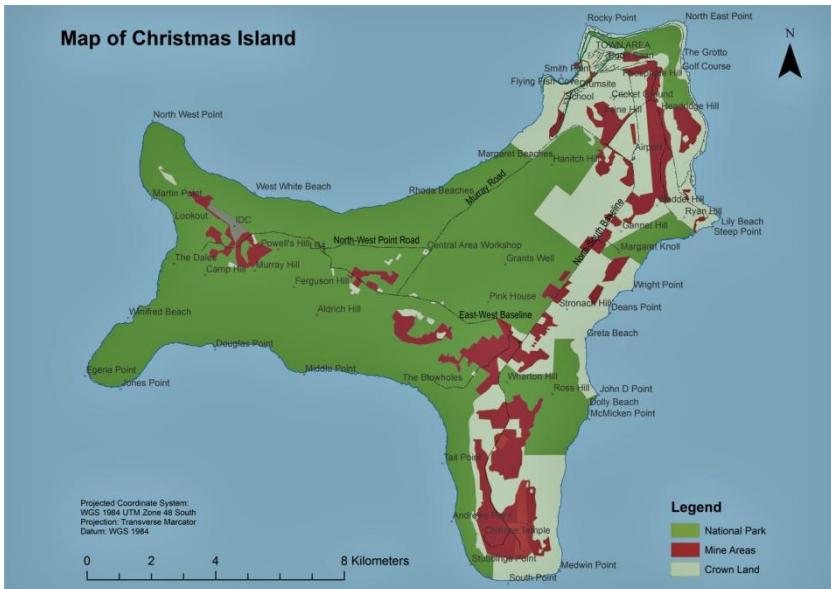 Map of Christmas Island
N
Rocky Point
North East Point
TOWN AREA
The Grotto
Smith Point
Golf Course
Flying Fish Cove
School
Cricket Ground
Headridge Hill
North West Point
Airport
Margaret Beaches
Hanitch Hill
West White Beach
Rhoda Beaches
Murray Road
Martin Point
Lookout
IDC
Ryan Hill
Lily Beach
Steep Point
Gannet Hill
North-South Baseline
Powell's Hill
North-West Point Road
Central Area Workshop
Margaret Knoll
The Dales
Camp Hill
Murray Hill
Grants Well
Ferguson Hill
Wright Point
Pink House
Stronach Hill
Deans Point
Aldrich Hill
Winifred Beach
East-West Baseline
Greta Beach
Douglas Point
Egeria Point
Jones Point
Middle Point
The Blowholes
Wharton Hill
Ross Hill
John D Point
Dolly Beach
McMicken Point
Tait Point
Projected Coordinate System:
WGS 1984 UTM Zone 48 South
Projection: Transverse Marcator
Datum: WGS 1984
Andrews Point
Chinese Temple
Stubbings Point
Medwin Point
South Point
0 2 4 8 Kilometers
Legend
National Park
Mine Areas
Crown Land